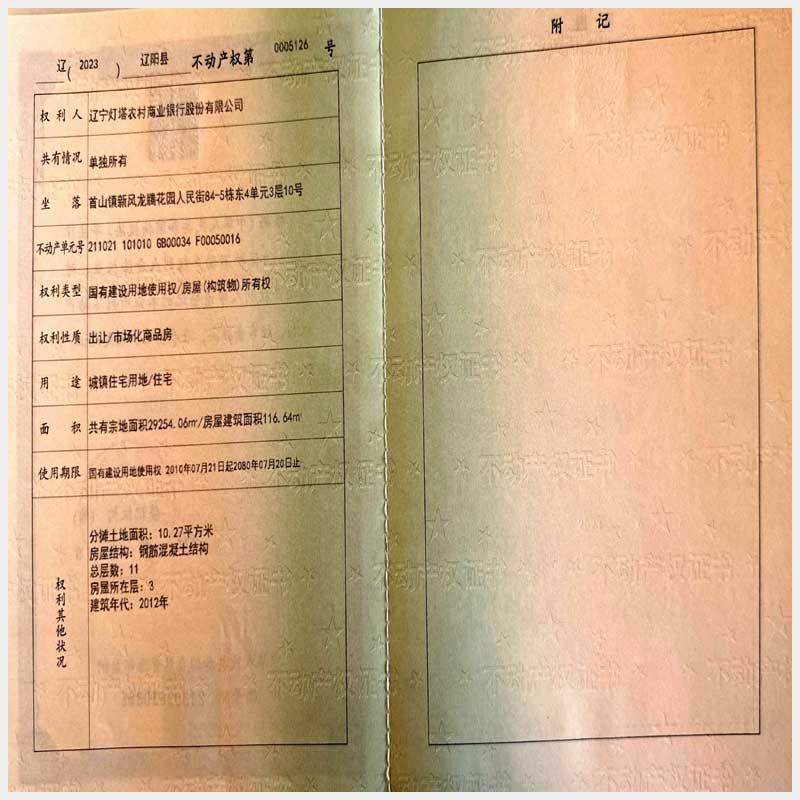 辽( 2023 ) 辽阳县 不动产权第 0005126 号
权利人 辽宁灯塔农村商业银行股份有限公司
共有情况 单独所有
坐落 首山镇新风龙腾花园人民街84-5栋东4单元3层10号
不动产单元号 211021 101010 GB00034 F00050016
权利类型 国有建设用地使用权/房屋(构筑物)所有权
权利性质 出让/市场化商品房
用途 城镇住宅用地/住宅
面积 共有宗地面积29254.06㎡/房屋建筑面积116.64㎡
使用期限 国有建设用地使用权 2010年07月21日起2080年07月20日止
权利其他状况
分摊土地面积：10.27平方米
房屋结构：钢筋混凝土结构
总层数：11
房屋所在层：3
建筑年代：2012年
附记
不动产权证书